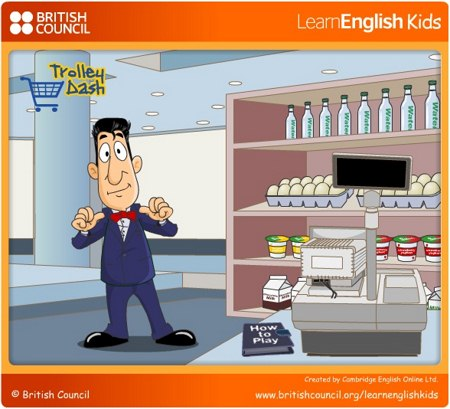 BRITISH
COUNCIL
LearnEnglish Kids
Trolley
Dash
Water
Water
Water
Water
Water
Water
Water
How to
Play
Created by Cambridge English Online Ltd.
© British Council
www.britishcouncil.org/learnenglishkids